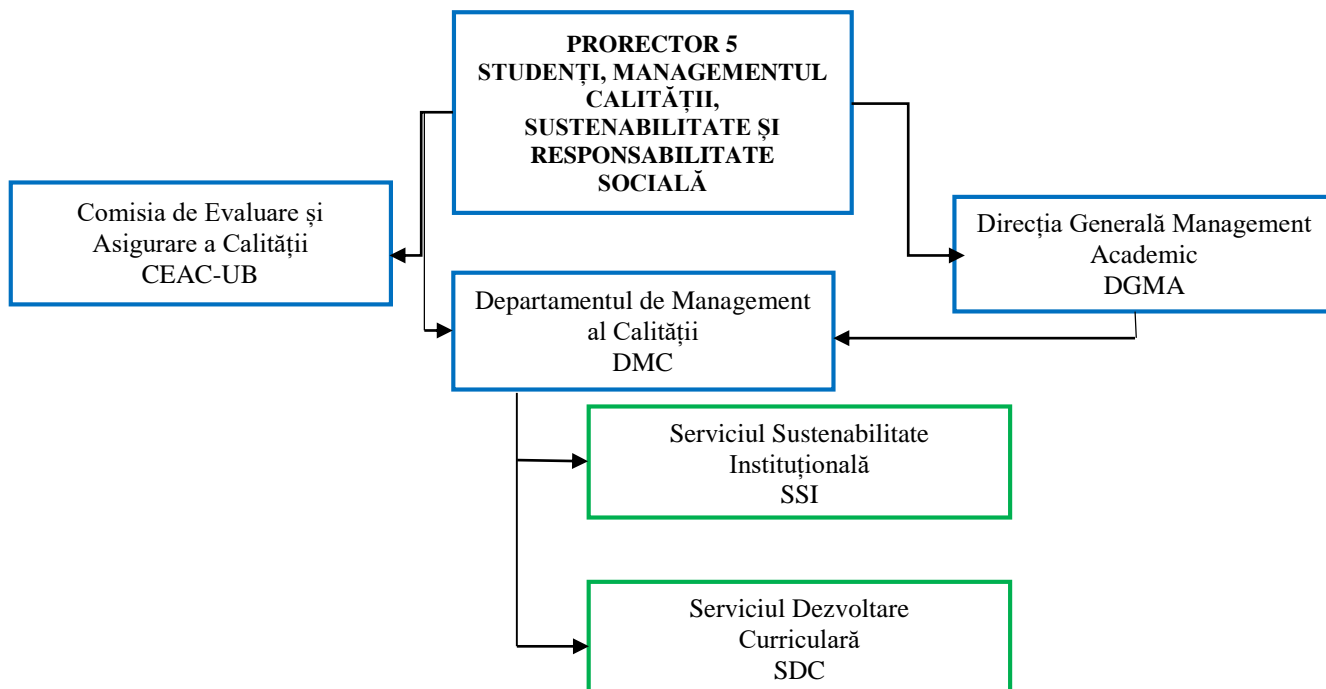 PRORECTOR 5
STUDENȚI, MANAGEMENTUL
CALITĂȚII,
SUSTENABILITATE ȘI
RESPONSABILITATE
SOCIALĂ
Comisia de Evaluare și
Asigurare a Calității
CEAC-UB
Direcția Generală Management
Academic
DGMA
Departamentul de Management
al Calității
DMC
Serviciul Sustenabilitate
Instituțională
SSI
Serviciul Dezvoltare
Curriculară
SDC